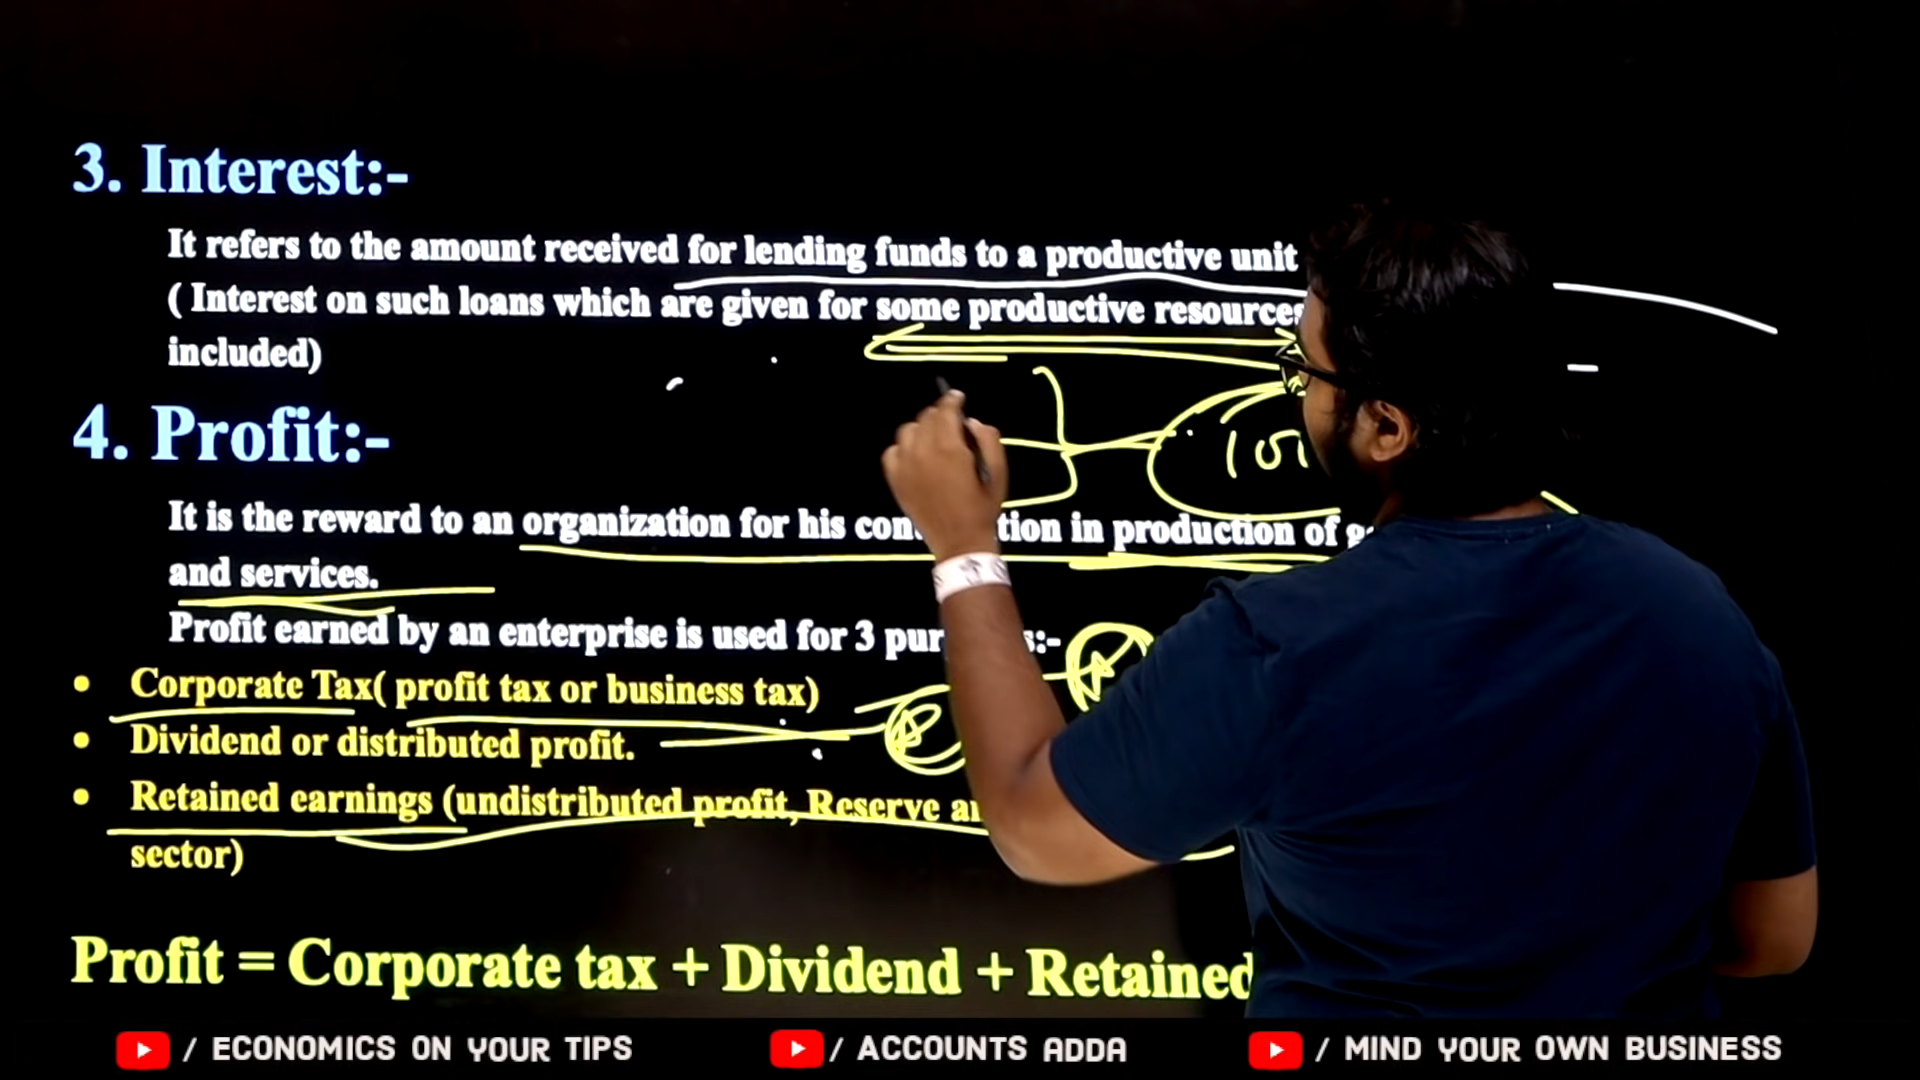 3. Interest:-
It refers to the amount received for lending funds to a productive unit
( Interest on such loans which are given for some productive resources
included)
15
4. Profit:-
It is the reward to an organization for his in production of
and services.
Profit earned by an enterprise is used for 3
• Corporate Tax( profit tax or business tax)
• Dividend or distributed profit.
• Retained earnings (undistributed profit, Reserve
sector)
Profit = Corporate tax + Dividend + Retained
/ ECONOMICS ON YOUR TIPS
/ ACCOUNTS ADDA
/ MIND YOUR OWN BUSINESS